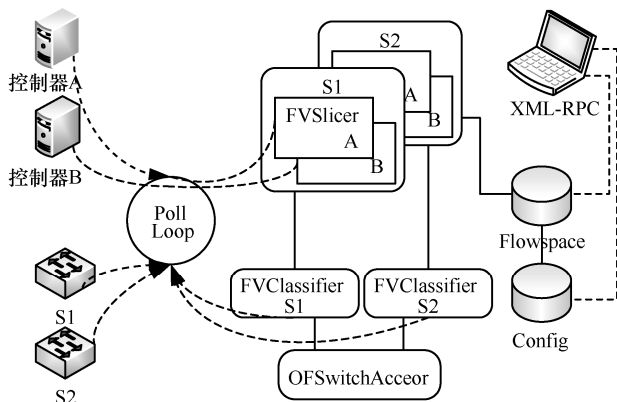 控制器A
控制器B
S1
S2
Poll
Loop
S2
A
B
S1
FVSlicer
A
B
FVClassifier
S1
FVClassifier
S2
OFSwitchAcceor
XML-RPC
Flowspace
Config